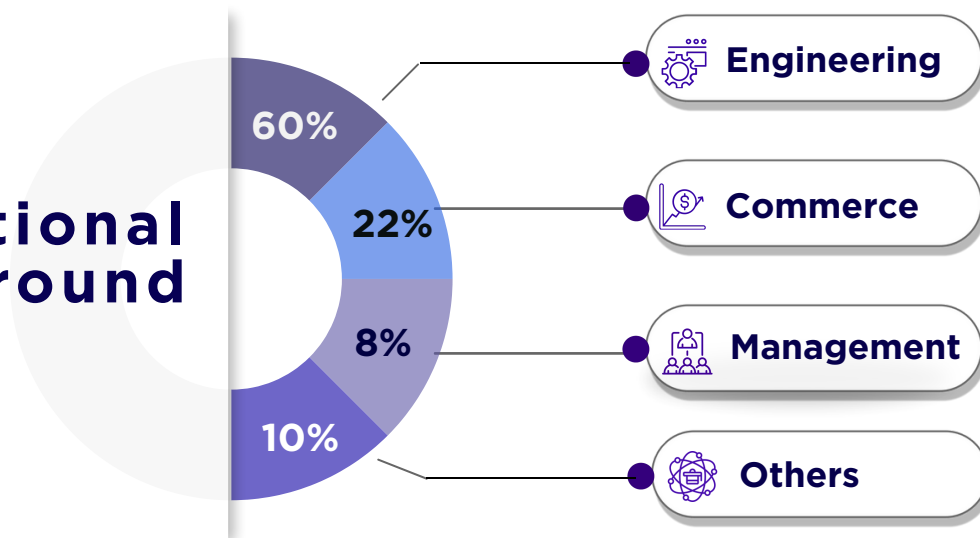 tional
round
60%
22%
8%
10%
Engineering
Commerce
Management
Others